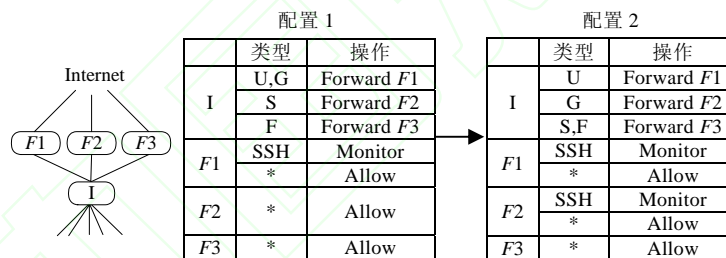 Internet
F1 F2 F3
I
配置 1
类型 操作
I U,G Forward F1
S Forward F2
F Forward F3
F1 SSH Monitor
* Allow
F2 * Allow
F3 * Allow
配置 2
类型 操作
I U Forward F1
G Forward F2
S,F Forward F3
F1 SSH Monitor
* Allow
F2 SSH Monitor
* Allow
F3 * Allow